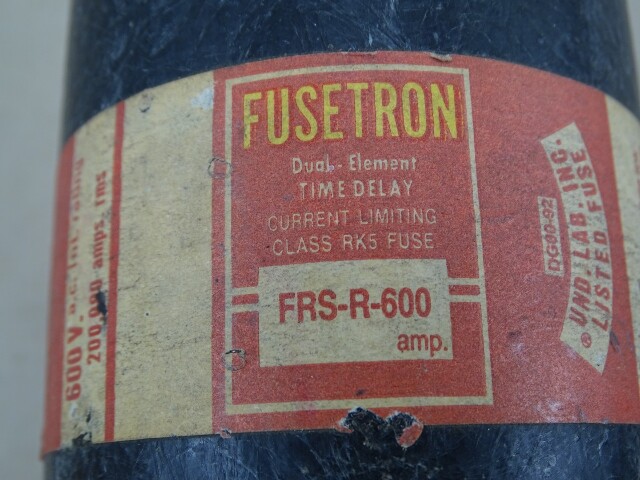 600 V.
200,000 amps. rms
FUSETRON
Dual-Element
TIME DELAY
CURRENT LIMITING
CLASS RK5 FUSE
FRS-R-600
amp.
® UND. LAB. INC.
LISTED FUSE